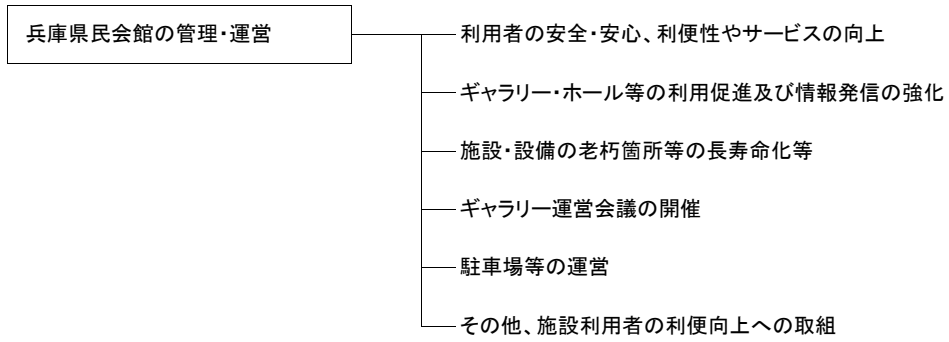 兵庫県民会館の管理・運営
利用者の安全・安心、利便性やサービスの向上
ギャラリー・ホール等の利用促進及び情報発信の強化
施設・設備の老朽箇所等の長寿命化等
ギャラリー運営会議の開催
駐車場等の運営
その他、施設利用者の利便向上への取組